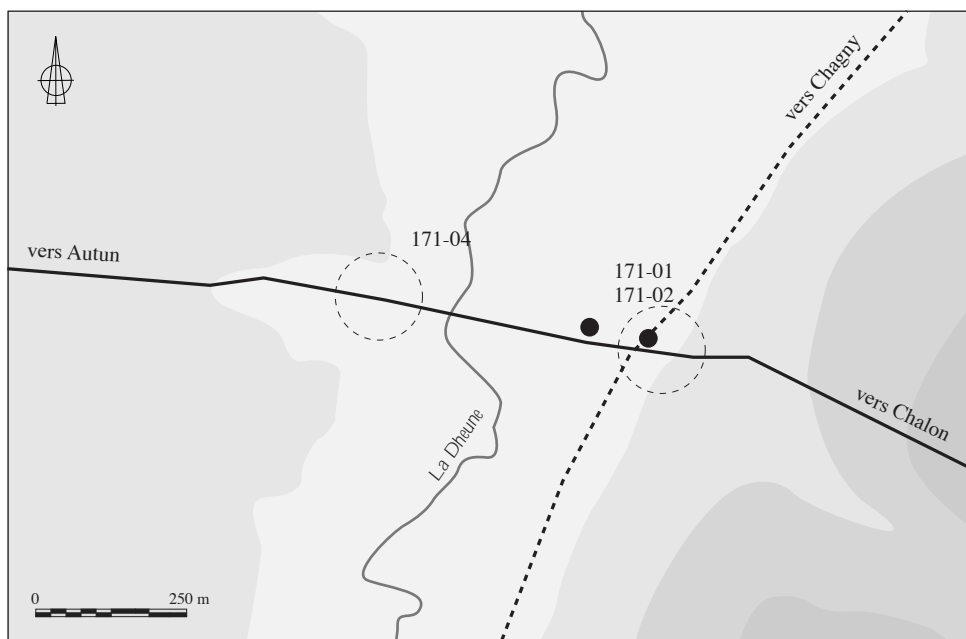 vers Chagny
vers Autun
171-04
171-01
171-02
vers Chalon
La Dheune
0 250 m